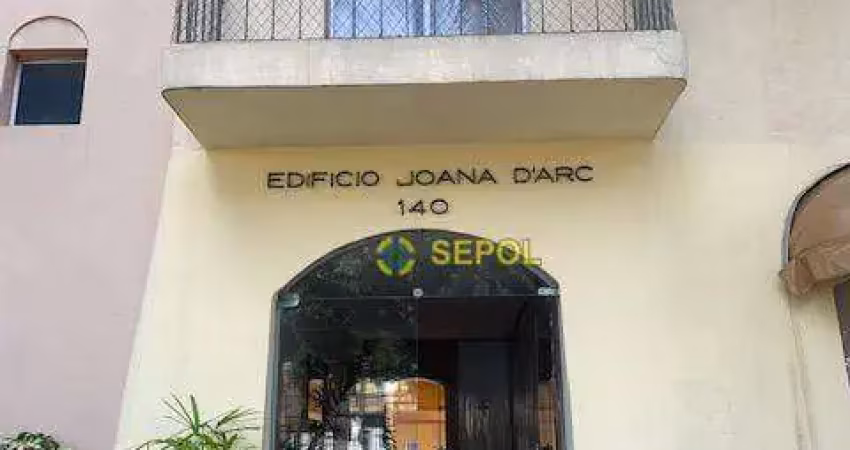 EDIFICIO JOANA D'ARC
140
SEPOL